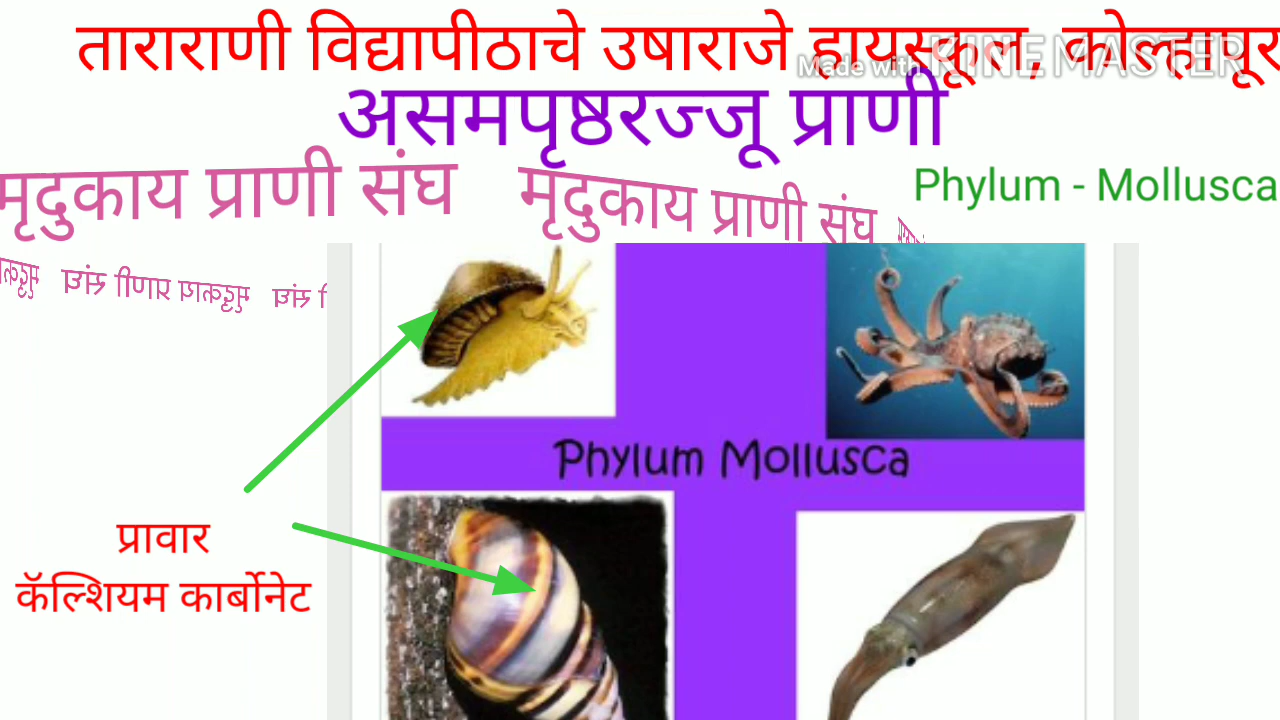 ताराराणी विद्यापीठाचे उषाराजे हायस्कूल, कोल्हापूर
Made with KINEMASTER
असमपृष्ठरज्जू प्राणी
मृदुकाय प्राणी संघ मृदुकाय प्राणी संघ
Phylum - Mollusca
मृदुकाय प्राणी संघ
Phylum Mollusca
प्रावार
कॅल्शियम कार्बोनेट